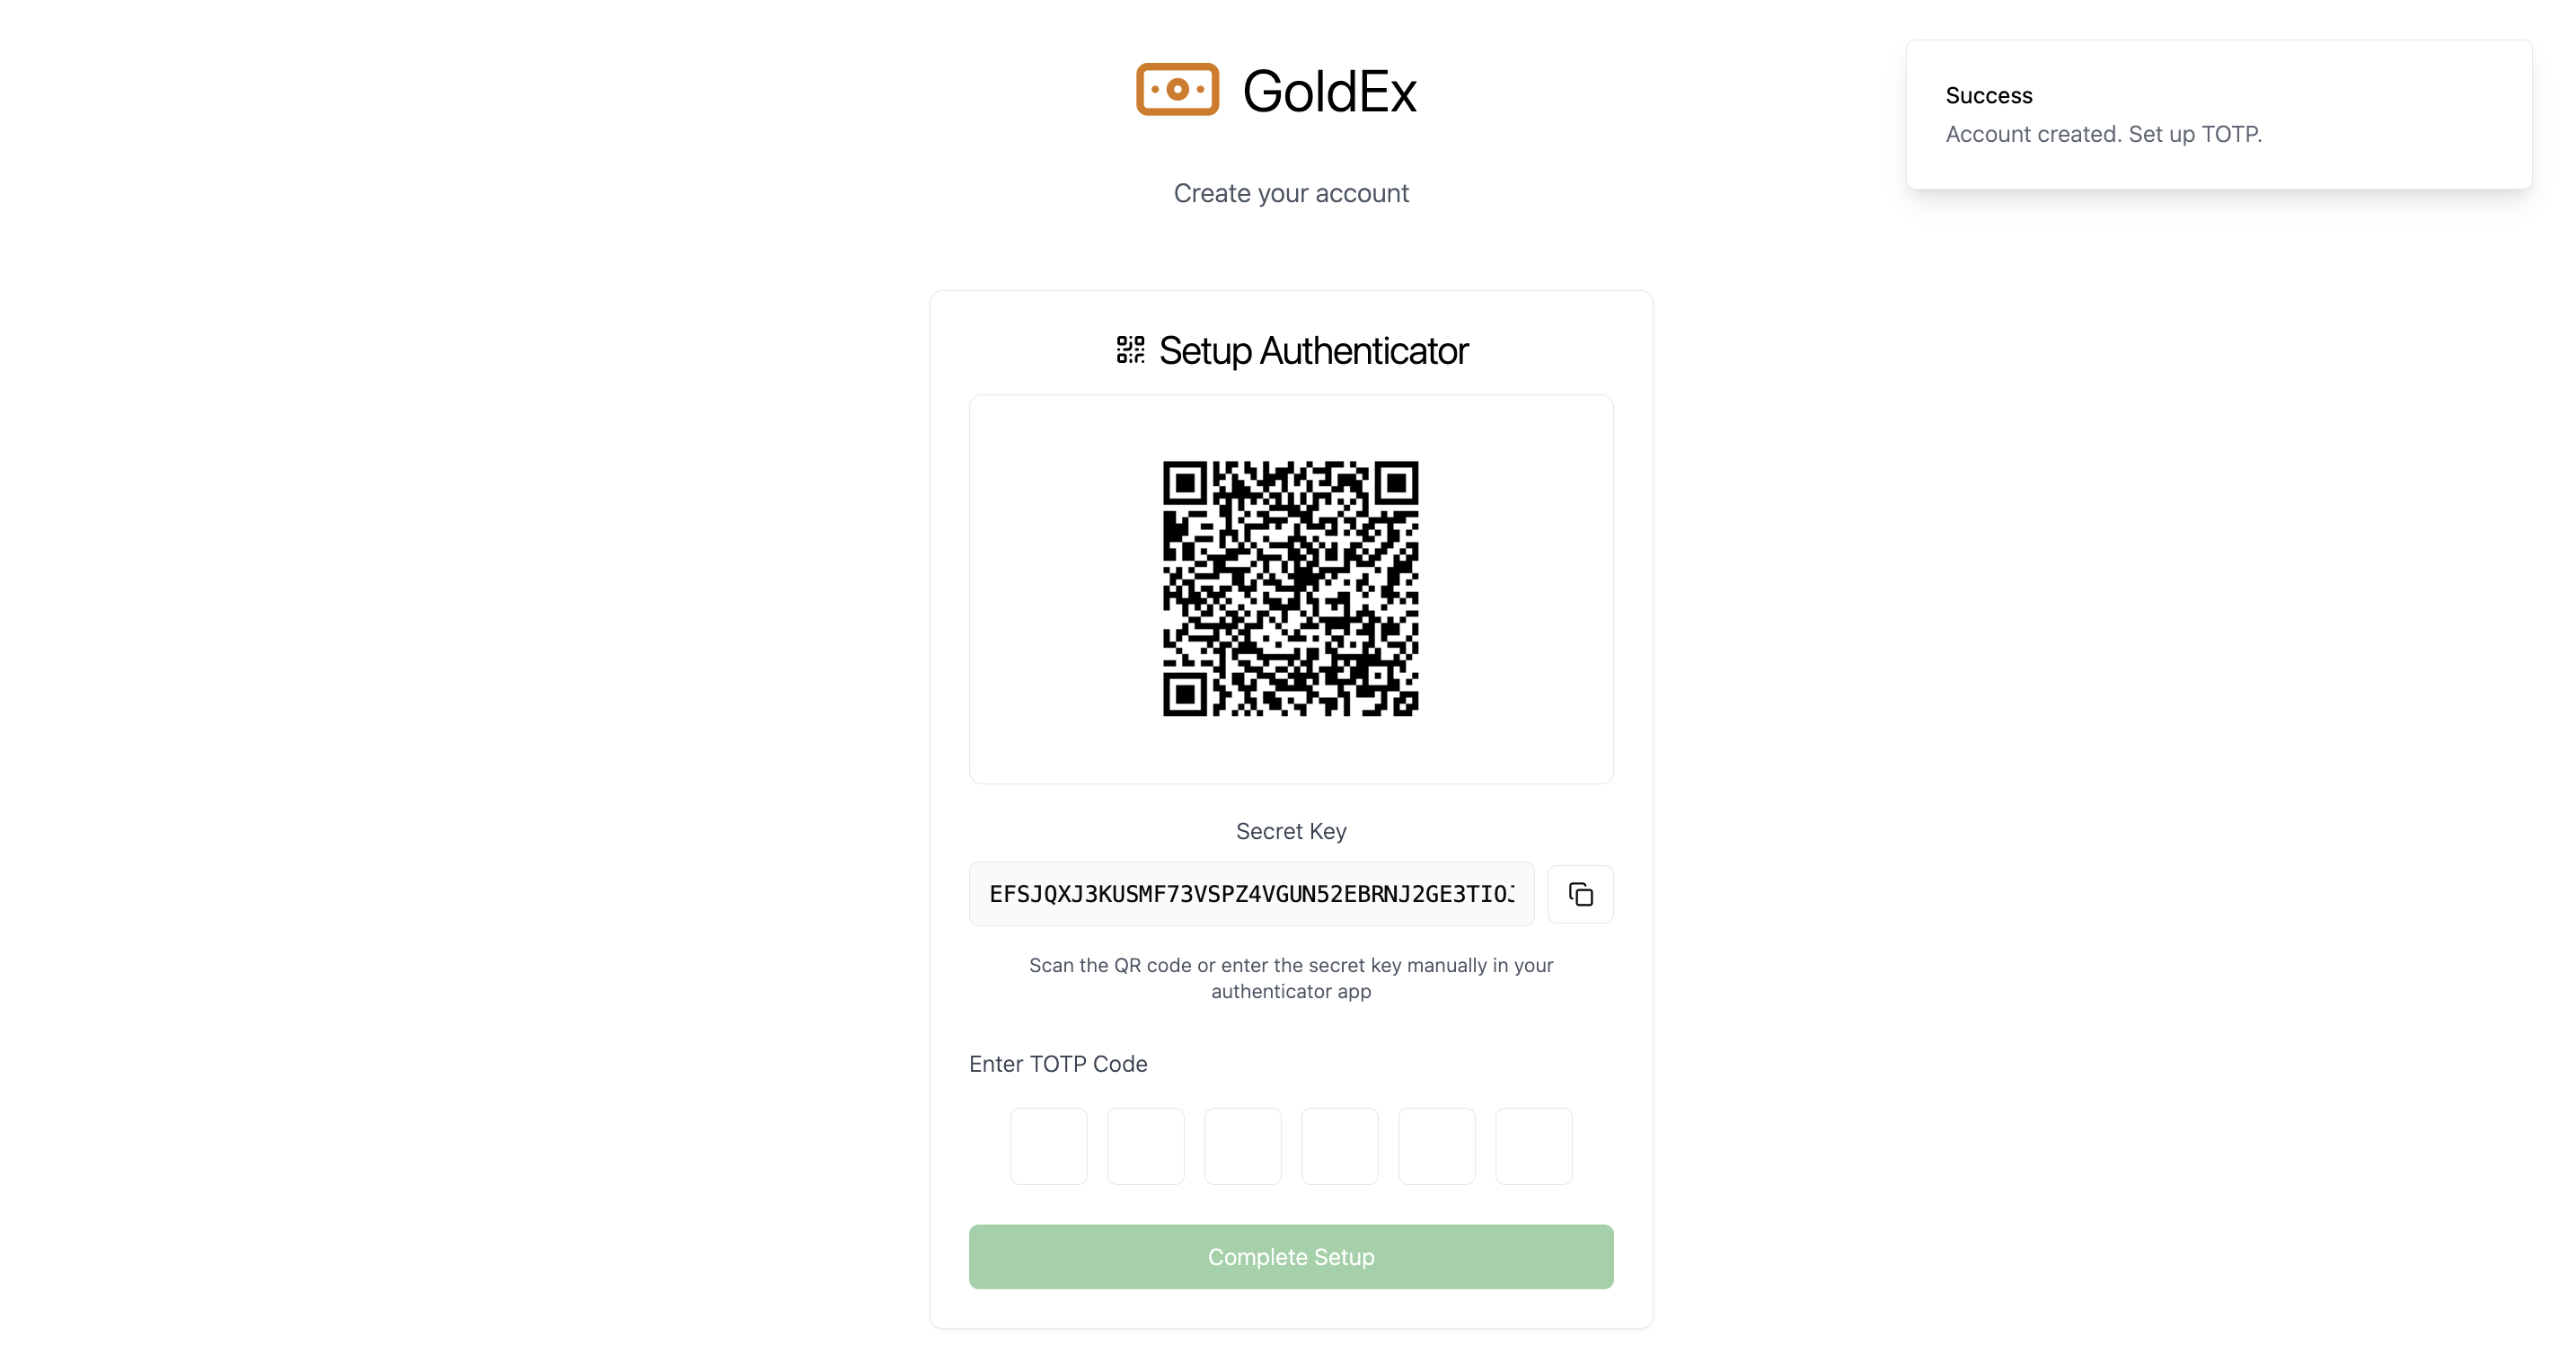 GoldEx
Success
Account created. Set up TOTP.
Create your account
Setup Authenticator
Secret Key
EFSJQXJ3KUSMF73VSPZ4VGUN52EBRNJ2GE3TIO
Scan the QR code or enter the secret key manually in your
authenticator app
Enter TOTP Code
Complete Setup